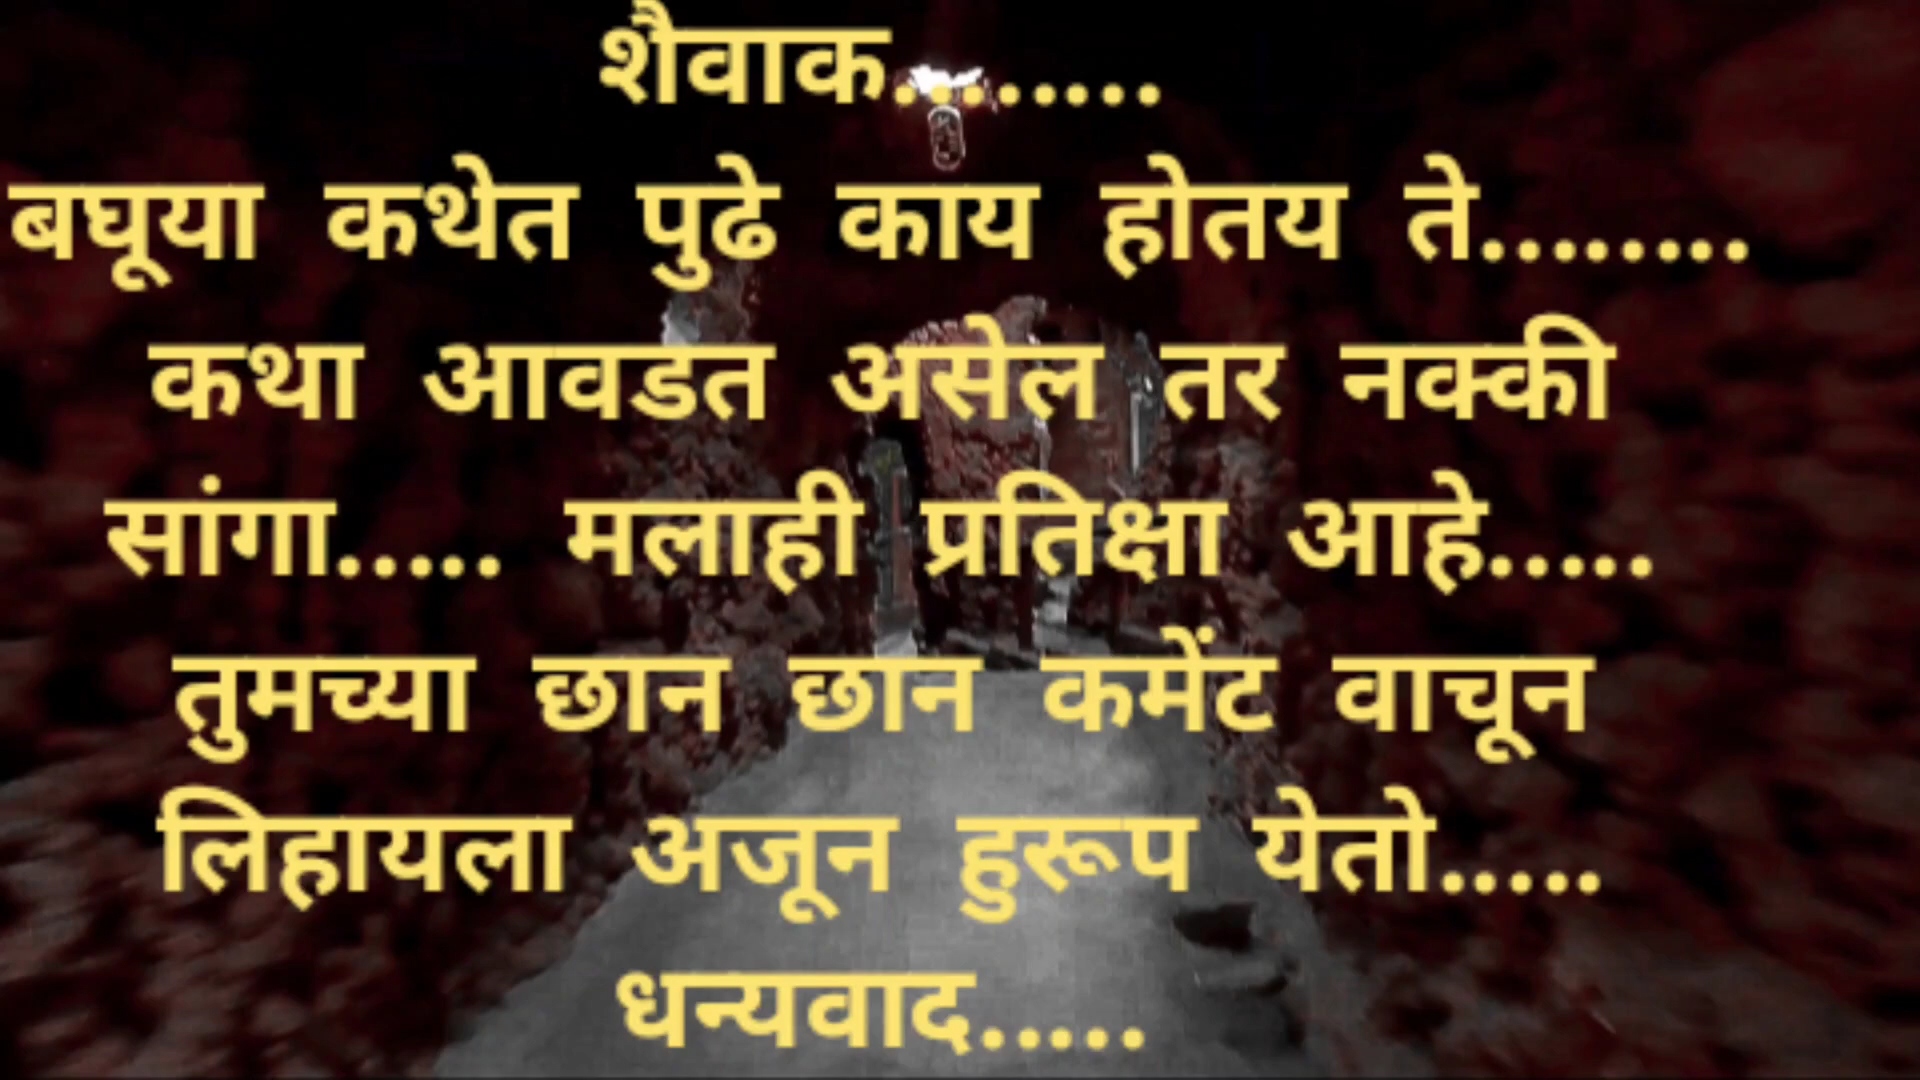 शैवाक........
बघूया कथेत पुढे काय होतय ते........
कथा आवडत असेल तर नक्की
सांगा..... मलाही प्रतिक्षा आहे.....
तुमच्या छान छान कमेंट वाचून
लिहायला अजून हुरूप येतो.....
धन्यवाद.....